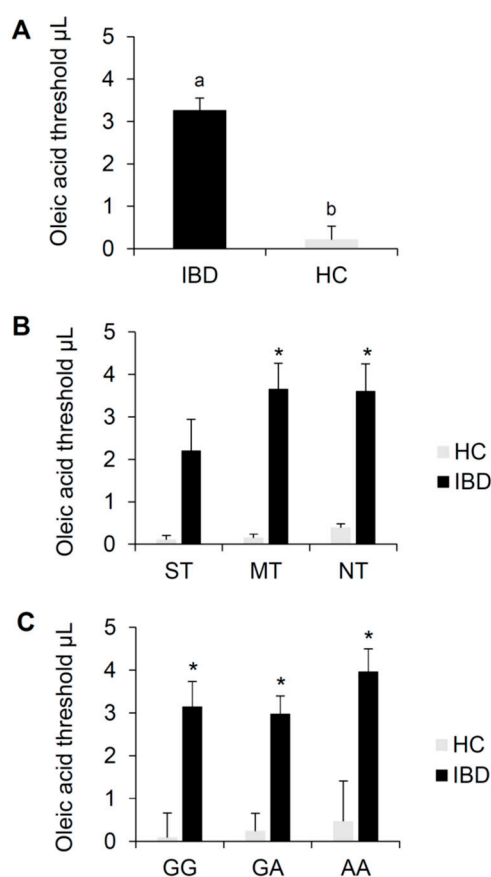 A
Oleic acid threshold µL
5
4
3
2
1
0
a
b
IBD
HC
B
Oleic acid threshold µL
5
4
3
2
1
0
*
*
ST
MT
NT
HC
IBD
C
Oleic acid threshold µL
5
4
3
2
1
0
*
*
*
GG
GA
AA
HC
IBD